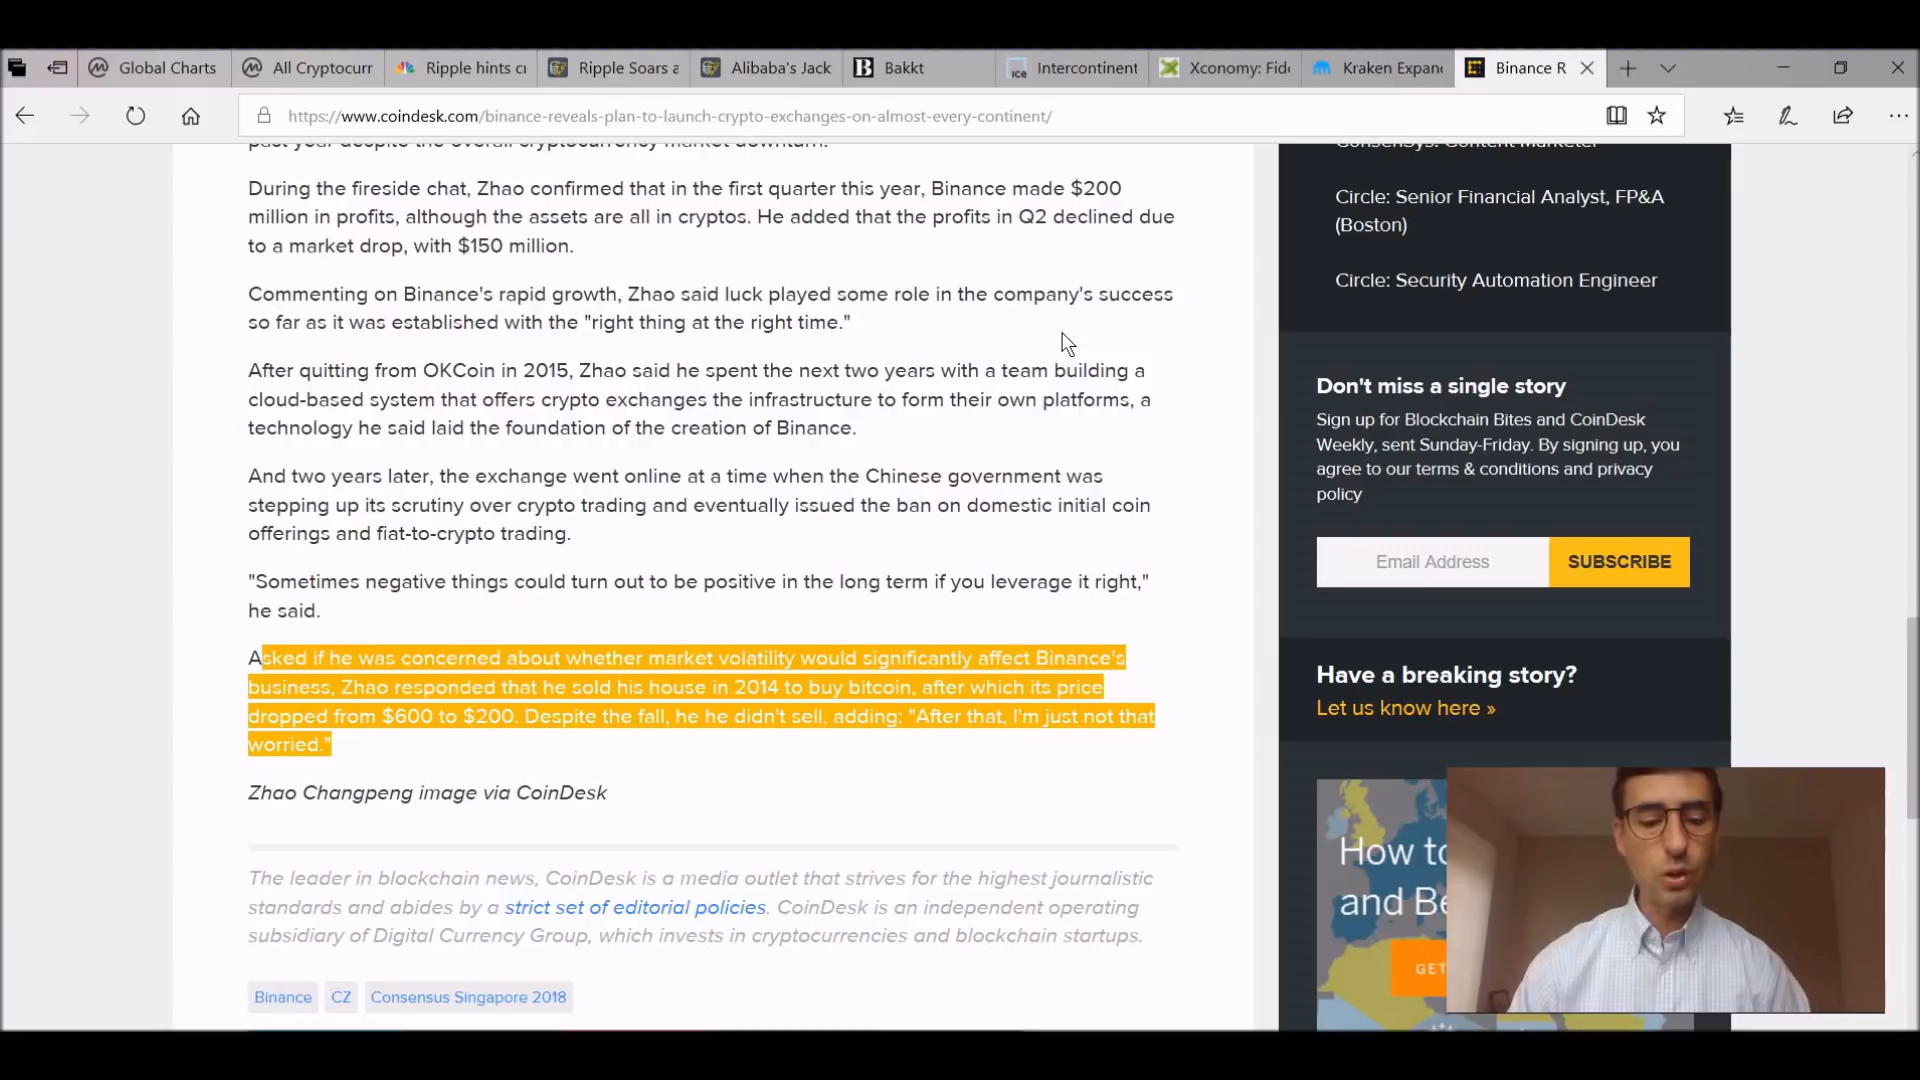 Global Charts
All Cryptocurr
Ripple hints cr
Ripple Soars a
Alibaba's Jack
B Bakkt
ice Intercontinent
Xconomy: Fid
Kraken Expand
Binance R
https://www.coindesk.com/binance-reveals-plan-to-launch-crypto-exchanges-on-almost-every-continent/
past year despite the overall cryptocurrency market downturn.
During the fireside chat, Zhao confirmed that in the first quarter this year, Binance made $200
million in profits, although the assets are all in cryptos. He added that the profits in Q2 declined due
to a market drop, with $150 million.
Commenting on Binance's rapid growth, Zhao said luck played some role in the company's success
so far as it was established with the "right thing at the right time."
After quitting from OKCoin in 2015, Zhao said he spent the next two years with a team building a
cloud-based system that offers crypto exchanges the infrastructure to form their own platforms, a
technology he said laid the foundation of the creation of Binance.
And two years later, the exchange went online at a time when the Chinese government was
stepping up its scrutiny over crypto trading and eventually issued the ban on domestic initial coin
offerings and fiat-to-crypto trading.
"Sometimes negative things could turn out to be positive in the long term if you leverage it right,"
he said.
Asked if he was concerned about whether market volatility would significantly affect Binance's
business, Zhao responded that he sold his house in 2014 to buy bitcoin, after which its price
dropped from $600 to $200. Despite the fall, he he didn't sell, adding: "After that, I'm just not that
worried."
Zhao Changpeng image via CoinDesk
The leader in blockchain news, CoinDesk is a media outlet that strives for the highest journalistic
standards and abides by a strict set of editorial policies. CoinDesk is an independent operating
subsidiary of Digital Currency Group, which invests in cryptocurrencies and blockchain startups.
Binance
CZ
Consensus Singapore 2018
ConsenSys: Content Marketer
Circle: Senior Financial Analyst, FP&A
(Boston)
Circle: Security Automation Engineer
Don't miss a single story
Sign up for Blockchain Bites and CoinDesk
Weekly, sent Sunday-Friday. By signing up, you
agree to our terms & conditions and privacy
policy
Email Address
SUBSCRIBE
Have a breaking story?
Let us know here »
How to
and Be
GET